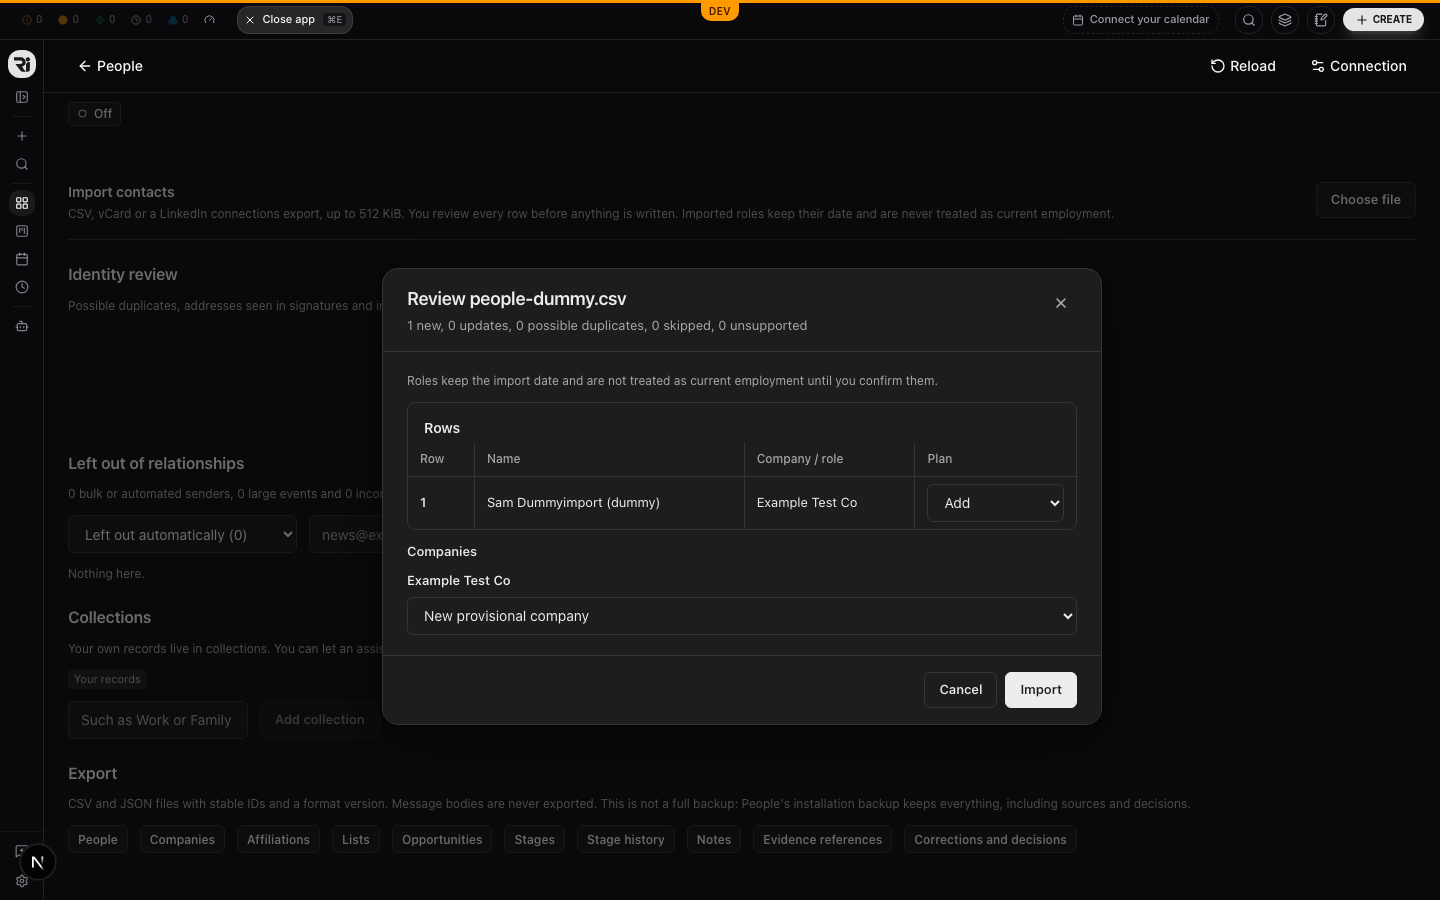 0 0 0 0 0
Close app ⌘E
DEV
Connect your calendar
CREATE
People
Reload
Connection
Off
Import contacts
CSV, vCard or a LinkedIn connections export, up to 512 KiB. You review every row before anything is written. Imported roles keep their date and are never treated as current employment.
Choose file
Identity review
Possible duplicates, addresses seen in signatures and
Review people-dummy.csv
1 new, 0 updates, 0 possible duplicates, 0 skipped, 0 unsupported
Roles keep the import date and are not treated as current employment until you confirm them.
Rows
Row Name Company / role Plan
1 Sam Dummyimport (dummy) Example Test Co Add
Companies
Example Test Co
New provisional company
Cancel Import
Left out of relationships
0 bulk or automated senders, 0 large events and 0
Left out automatically (0)
Nothing here.
Collections
Your own records live in collections. You can let an
Your records
Such as Work or Family
Add collection
Export
CSV and JSON files with stable IDs and a format version. Message bodies are never exported. This is not a full backup: People's installation backup keeps everything, including sources and decisions.
People Companies Affiliations Lists Opportunities Stages Stage history Notes Evidence references Corrections and decisions